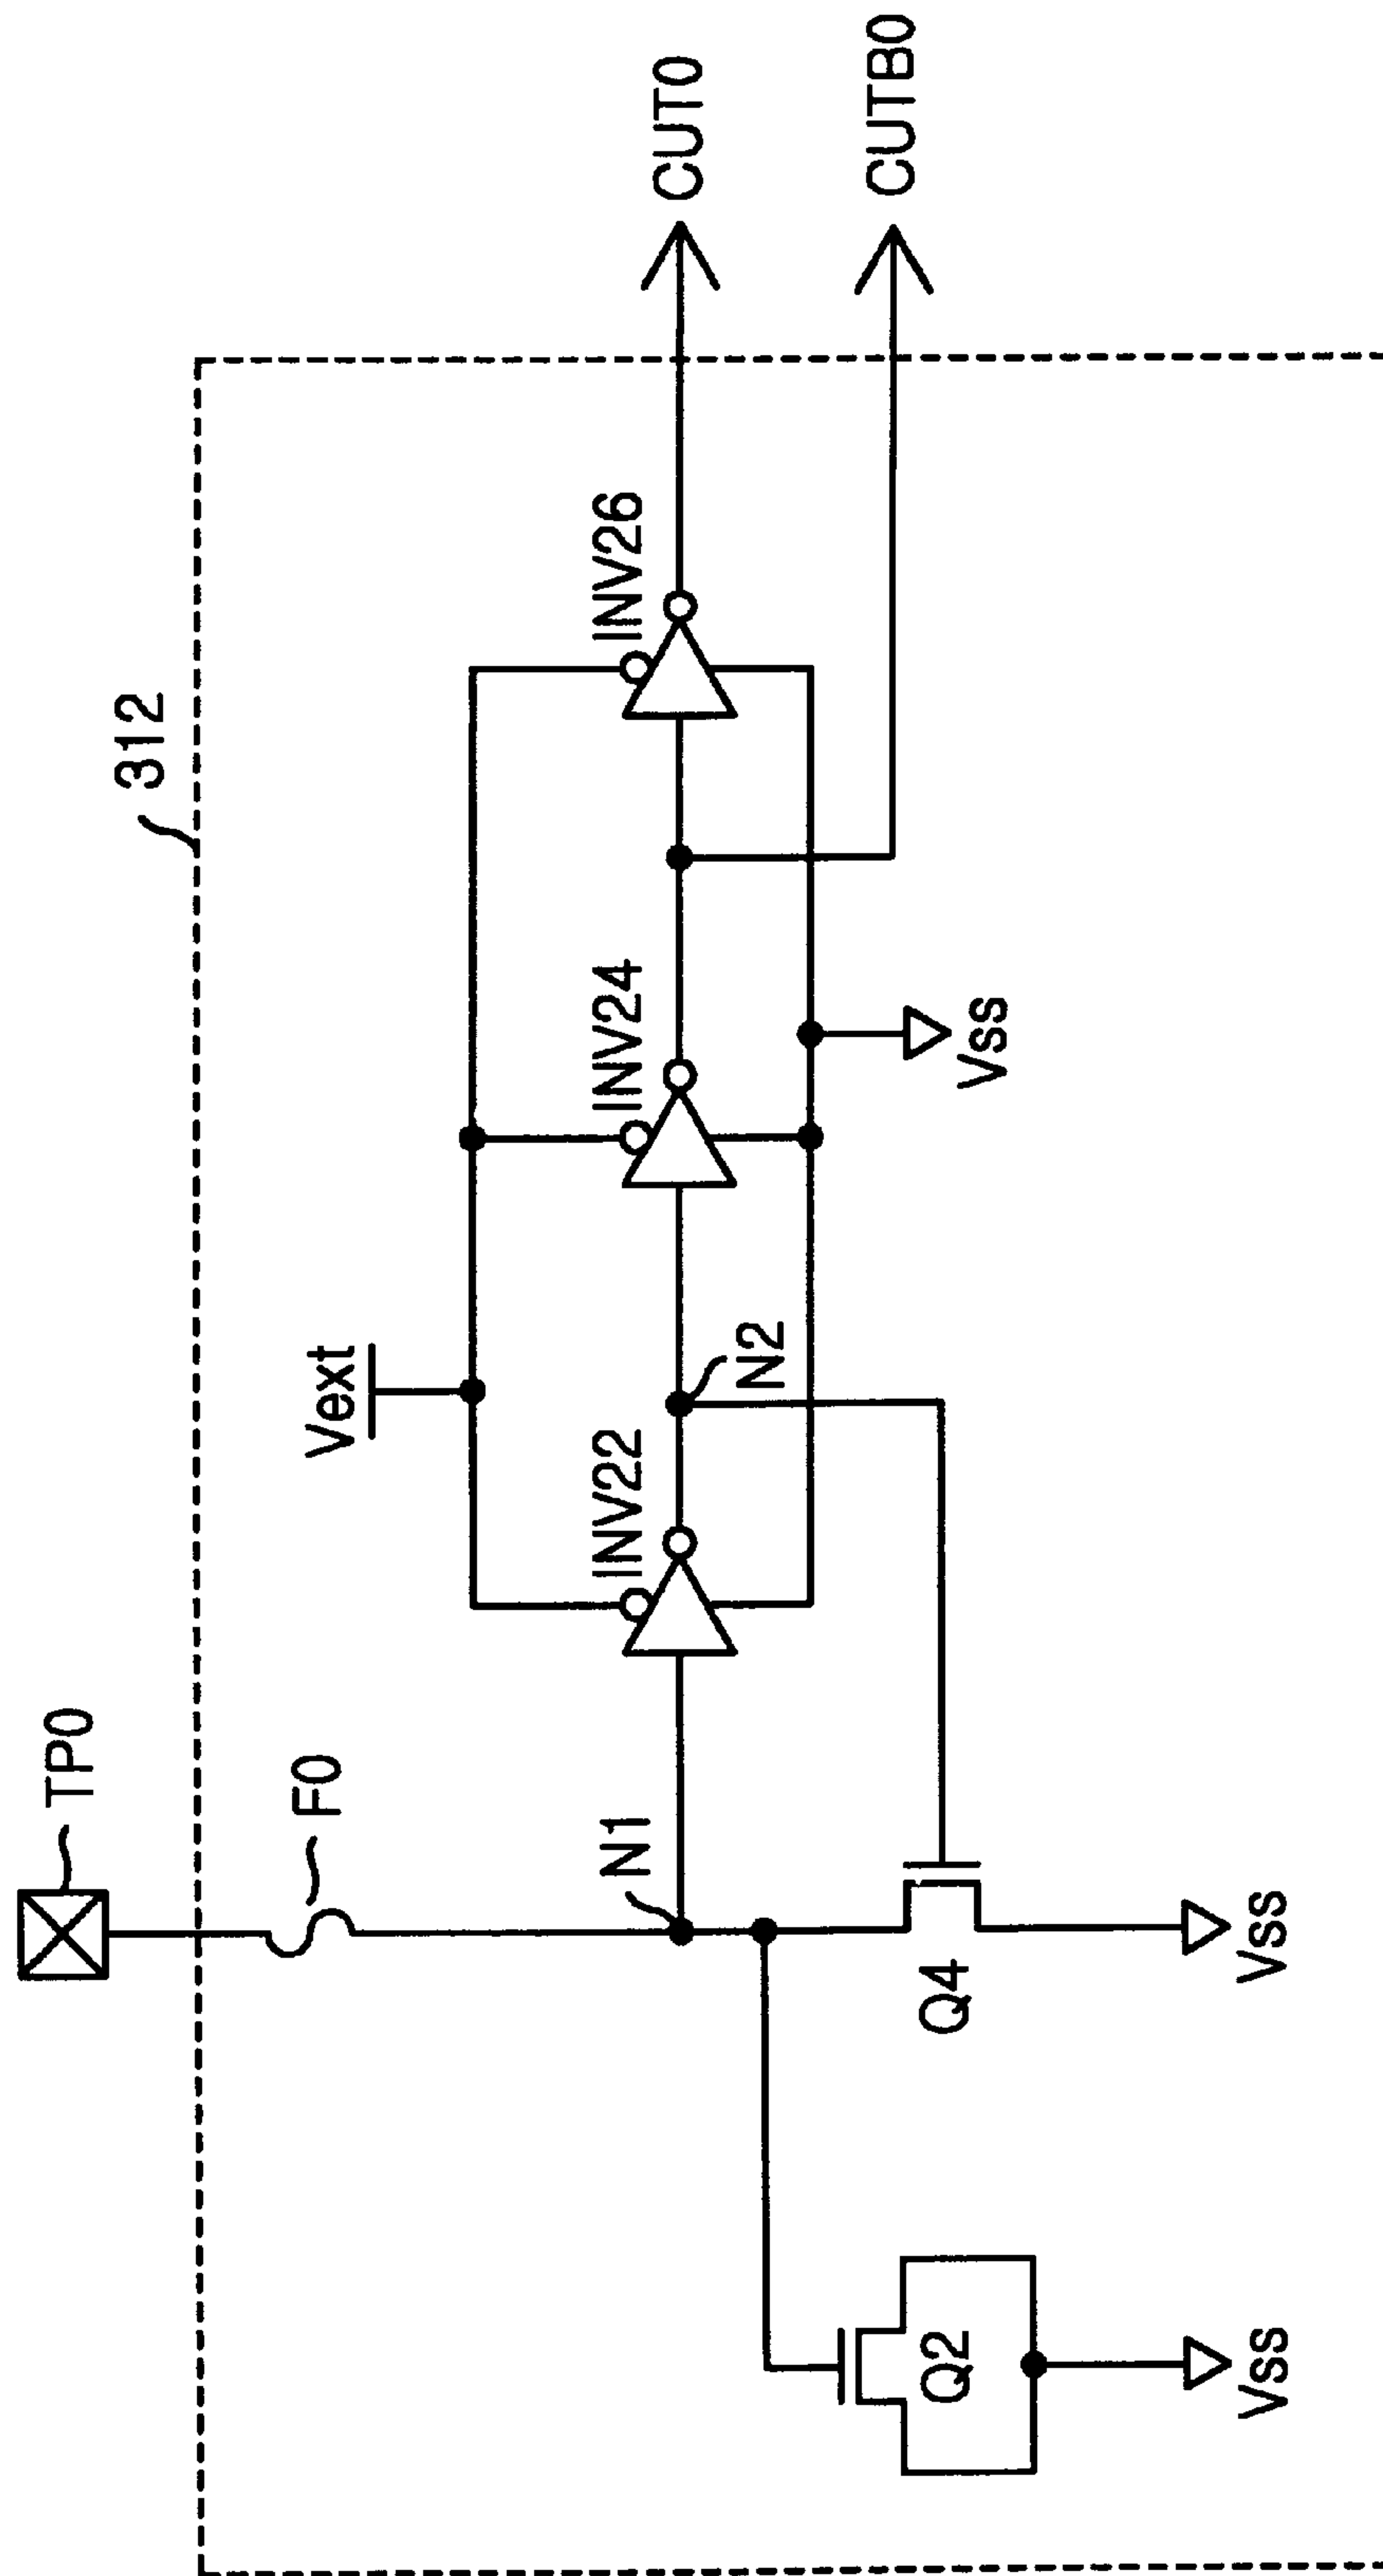 312
TP0
F0
Vext
INV22
INV24
INV26
CUT0
N1
N2
CUTB0
Q4
Q2
Vss
Vss
Vss